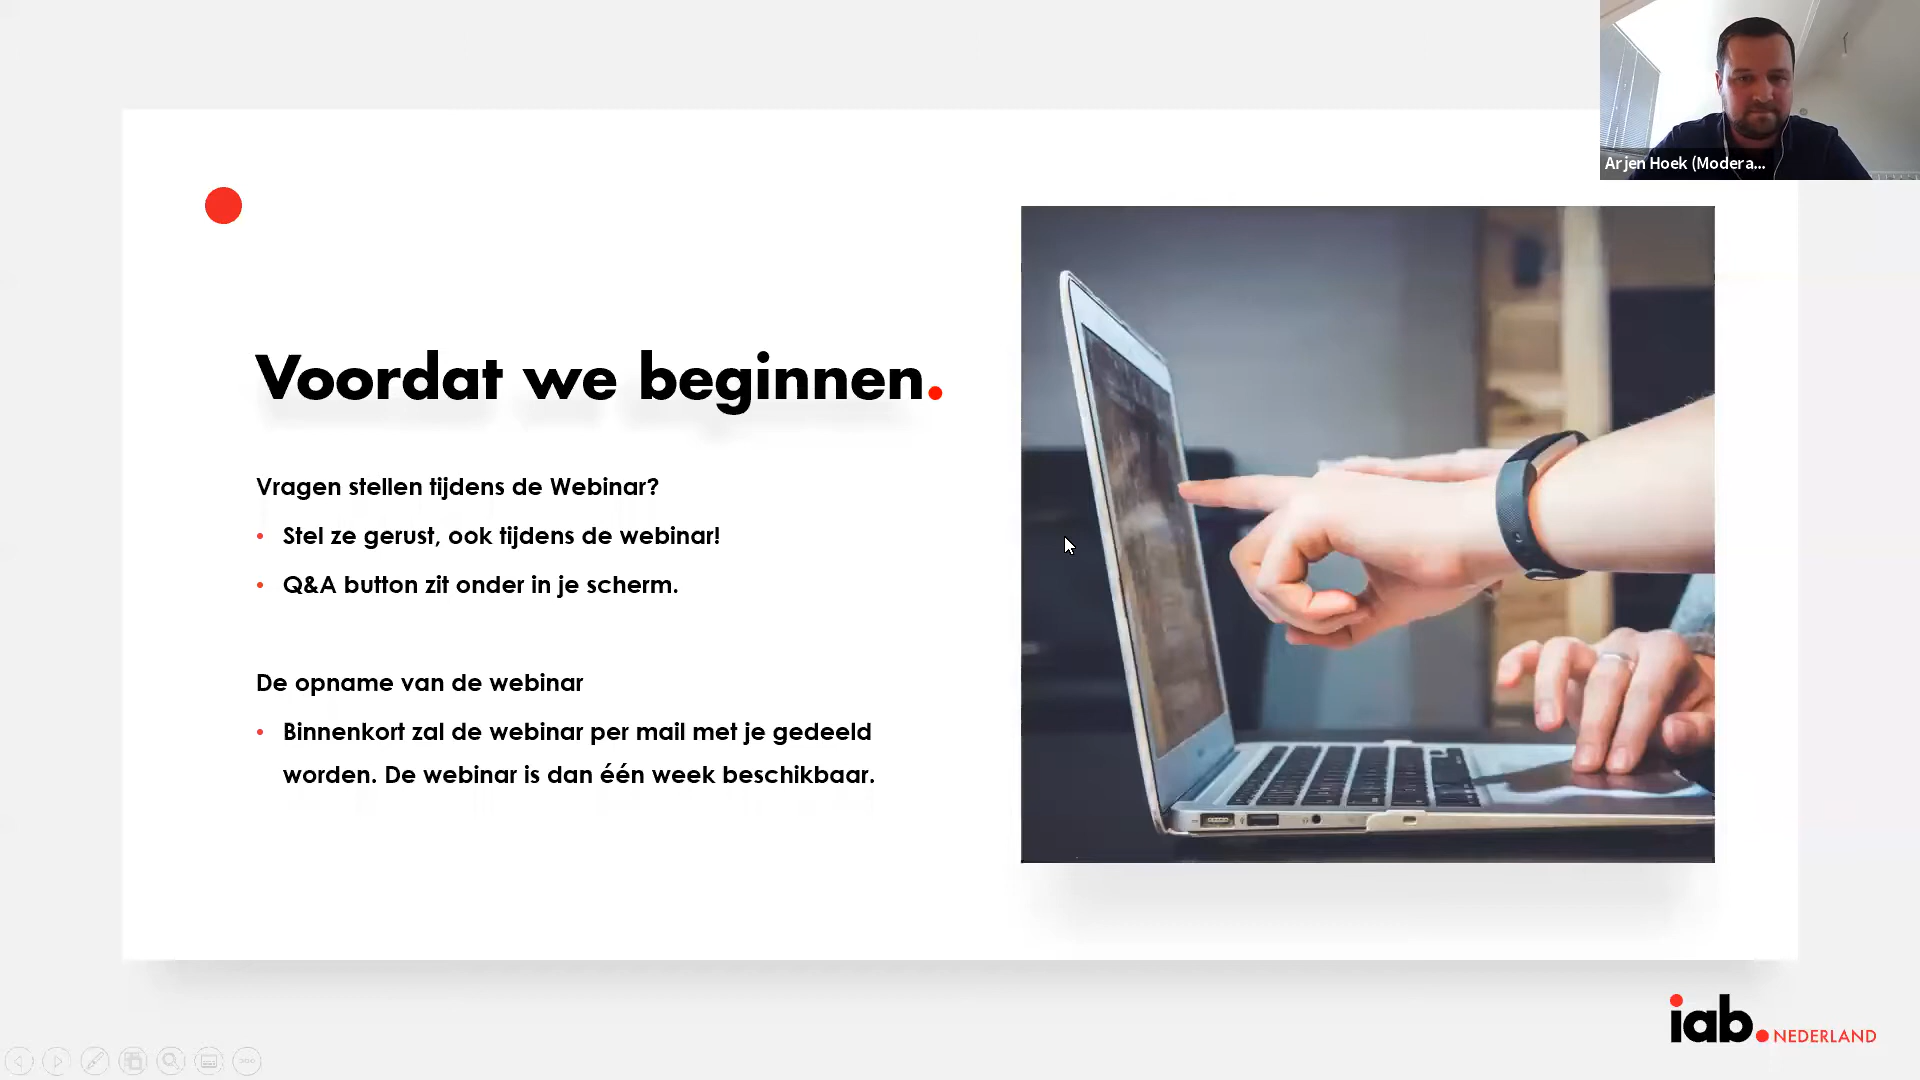 Arjen Hoek (Modera...
Voordat we beginnen.
Vragen stellen tijdens de Webinar?
• Stel ze gerust, ook tijdens de webinar!
• Q&A button zit onder in je scherm.
De opname van de webinar
• Binnenkort zal de webinar per mail met je gedeeld
worden. De webinar is dan één week beschikbaar.
iab. NEDERLAND